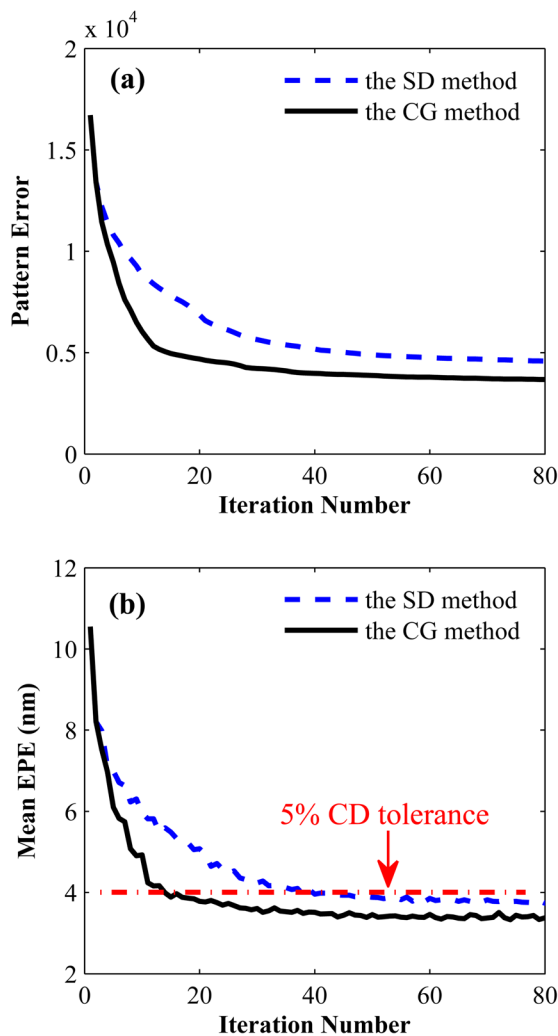 x 10⁴
2
(a)
the SD method
the CG method
1.5
1
0.5
0
Pattern Error
0 20 40 60 80
Iteration Number
12
(b)
the SD method
the CG method
10
8
6
5% CD tolerance
4
2
Mean EPE (nm)
0 20 40 60 80
Iteration Number